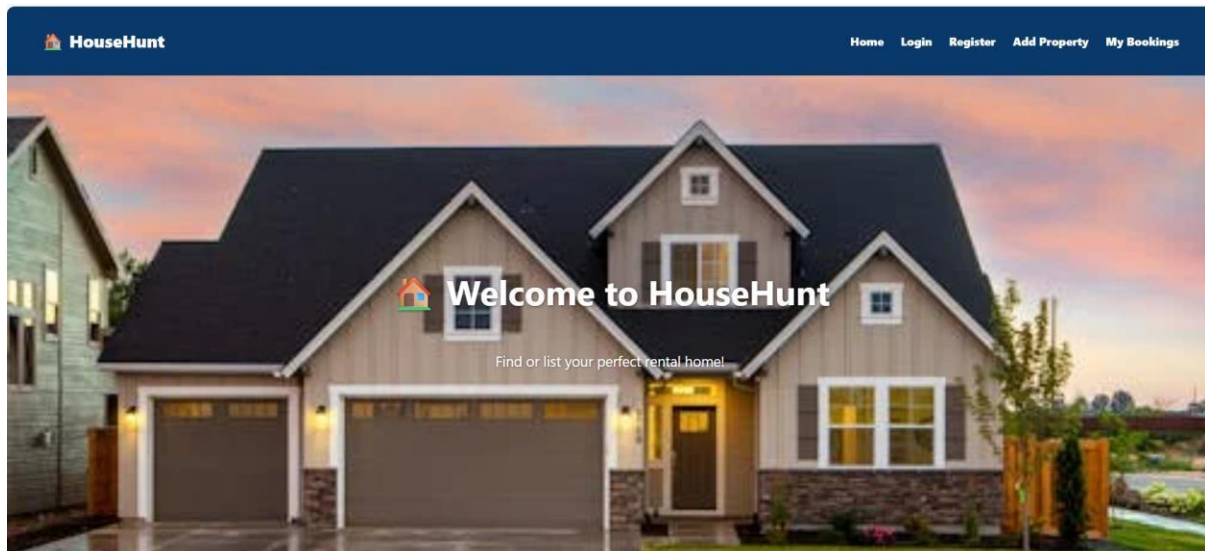 🏠 HouseHunt
Home Login Register Add Property My Bookings
🏠 Welcome to HouseHunt
Find or list your perfect rental home!